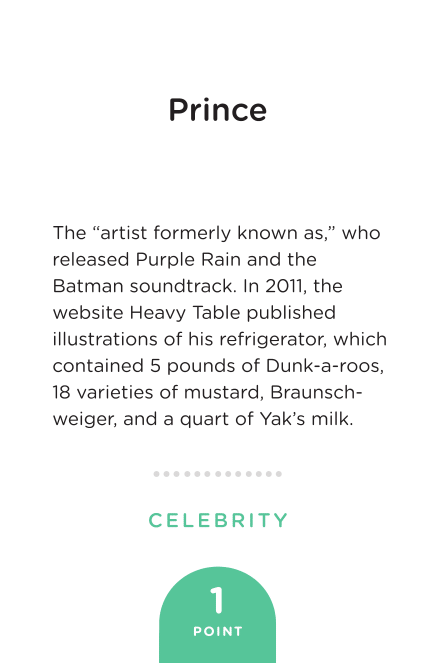 Prince
The “artist formerly known as,” who
released Purple Rain and the
Batman soundtrack. In 2011, the
website Heavy Table published
illustrations of his refrigerator, which
contained 5 pounds of Dunk-a-roos,
18 varieties of mustard, Braunsch-
weiger, and a quart of Yak’s milk.
CELEBRITY
1
POINT